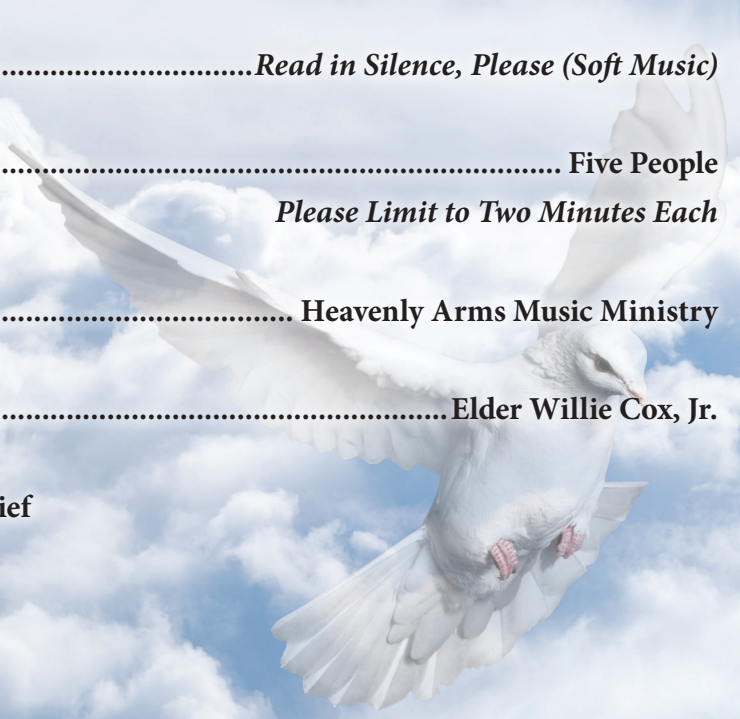 ........................................Read in Silence, Please (Soft Music)
........................................................................................ Five People
Please Limit to Two Minutes Each
.............................................. Heavenly Arms Music Ministry
.....................................................................Elder Willie Cox, Jr.
ief